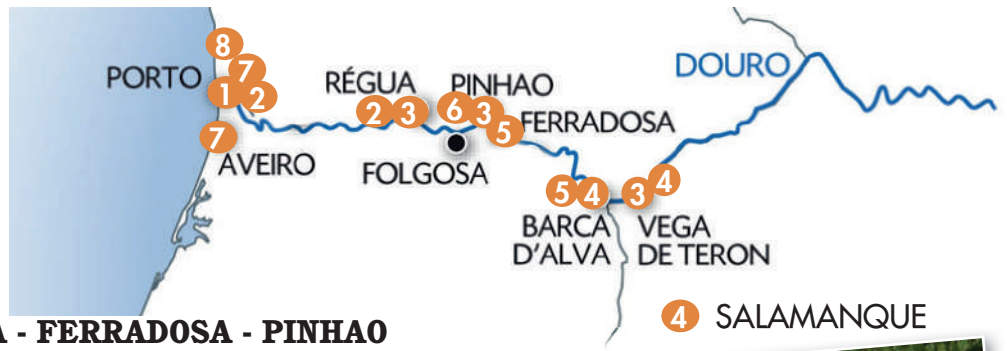 8
7
PORTO 1 2
RÉGUA
2 3
PINHAO
6 3
5 FERRADOSA
DOURO
7
AVEIRO
FOLGOSA
5 4
BARCA
D'ALVA
3 4
VEGA
DE TERON
4 SALAMANQUE
A - FERRADOSA - PINHAO